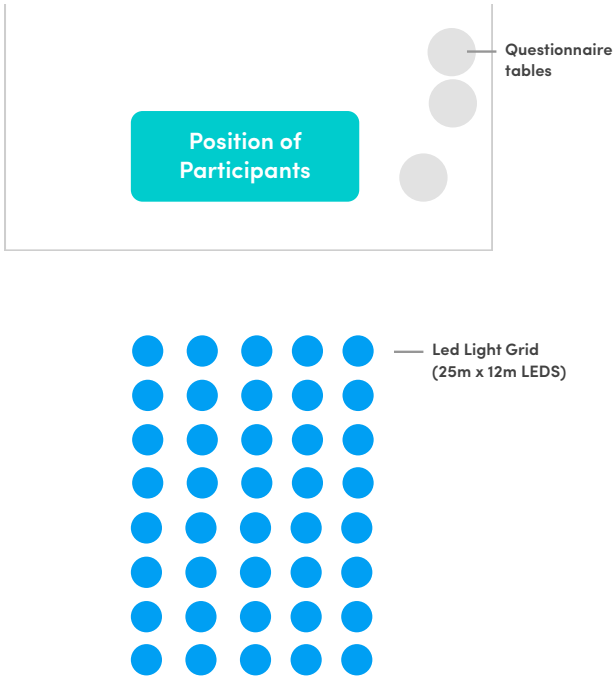 Questionnaire
tables
Position of
Participants
Led Light Grid
(25m x 12m LEDS)